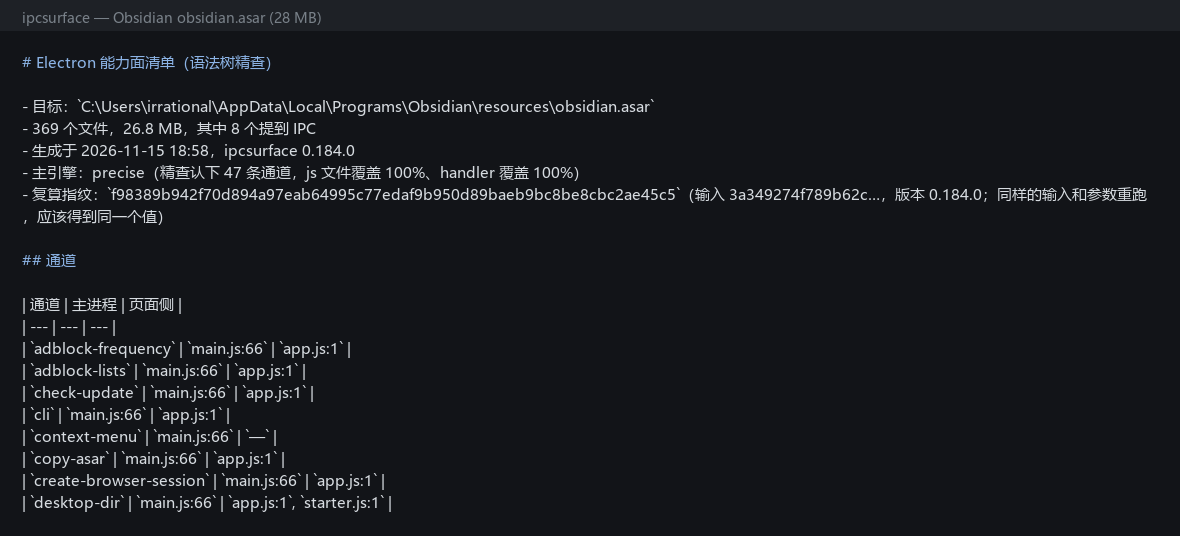 ipcsurface — Obsidian obsidian.asar (28 MB)
# Electron 能力面清单（语法树精查）
- 目标：`C:\Users\irrational\AppData\Local\Programs\Obsidian\resources\obsidian.asar`
- 369 个文件，26.8 MB，其中 8 个提到 IPC
- 生成于 2026-11-15 18:58，ipcsurface 0.184.0
- 主引擎：precise（精查认下 47 条通道，js 文件覆盖 100%、handler 覆盖 100%）
- 复算指纹：`f98389b942f70d894a97eab64995c77edaf9b950d89baeb9bc8be8cbc2ae45c5`（输入 3a349274f789b62c…，版本 0.184.0；同样的输入和参数重跑
，应该得到同一个值）
## 通道
| 通道 | 主进程 | 页面侧 |
| --- | --- | --- |
| `adblock-frequency` | `main.js:66` | `app.js:1` |
| `adblock-lists` | `main.js:66` | `app.js:1` |
| `check-update` | `main.js:66` | `app.js:1` |
| `cli` | `main.js:66` | `app.js:1` |
| `context-menu` | `main.js:66` | `—` |
| `copy-asar` | `main.js:66` | `app.js:1` |
| `create-browser-session` | `main.js:66` | `app.js:1` |
| `desktop-dir` | `main.js:66` | `app.js:1`, `starter.js:1` |